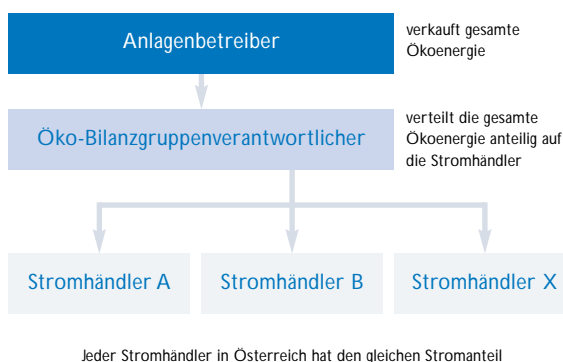 Anlagenbetreiber
verkauft gesamte
Ökoenergie
Öko-Bilanzgruppenverantwortlicher
verteilt die gesamte
Ökoenergie anteilig auf
die Stromhändler
Stromhändler A
Stromhändler B
Stromhändler X
Jeder Stromhändler in Österreich hat den gleichen Stromanteil